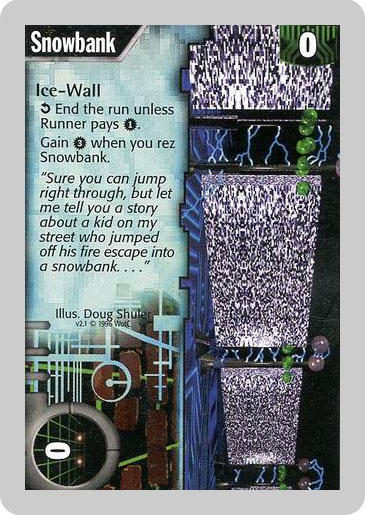 Snowbank
0
Ice-Wall
End the run unless
Runner pays 1.
Gain 3 when you rez
Snowbank.
"Sure you can jump
right through, but let
me tell you a story
about a kid on my
street who jumped
off his fire escape into
a snowbank. . . ."
Illus. Doug Shuler
v2.1 © 1996 WotC
0